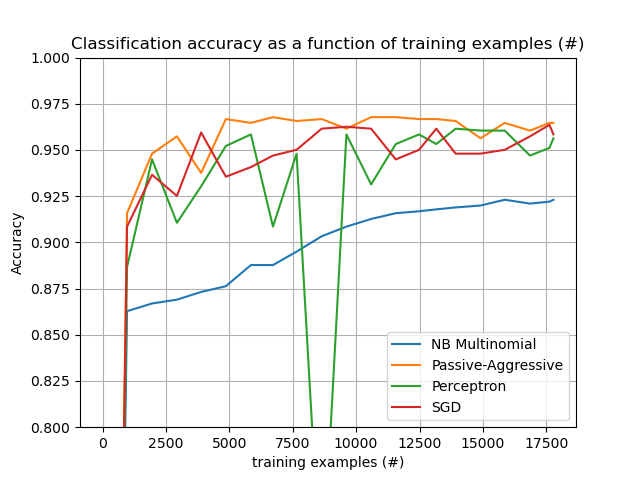 Classification accuracy as a function of training examples (#)
1.000
0.975
0.950
0.925
0.900
0.875
0.850
0.825
0.800
Accuracy
NB Multinomial
Passive-Aggressive
Perceptron
SGD
0 2500 5000 7500 10000 12500 15000 17500
training examples (#)